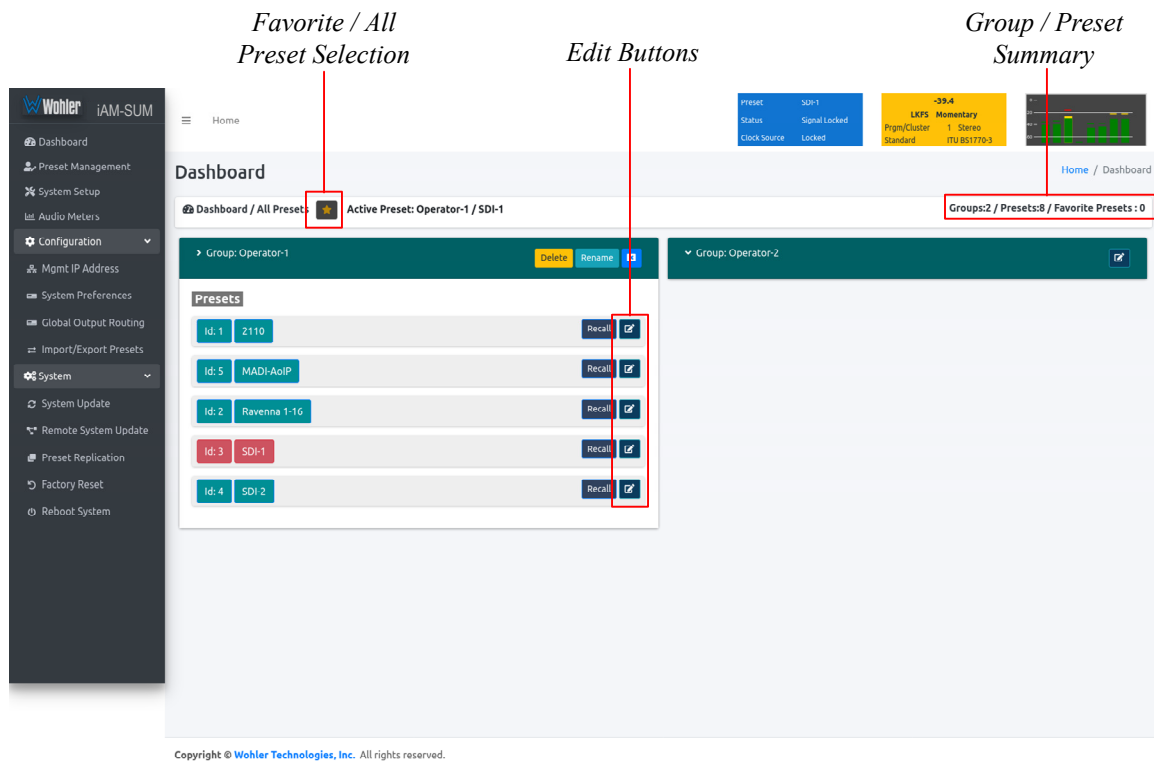 Favorite / All
Preset Selection
Edit Buttons
Group / Preset
Summary
Wohler iAM-SUM
Dashboard
Preset Management
System Setup
Audio Meters
Configuration
Mgmt IP Address
System Preferences
Global Output Routing
Import/Export Presets
System
System Update
Remote System Update
Preset Replication
Factory Reset
Reboot System
Home
Preset SDI-1
Status Signal Locked
Clock Source Locked
-39.4
LKFS Momentary
Prgm/Cluster 1 Stereo
Standard ITU BS1770-3
Dashboard
Home / Dashboard
Dashboard / All Presets
Active Preset: Operator-1 / SDI-1
Groups:2 / Presets:8 / Favorite Presets : 0
Group: Operator-1
Delete Rename
Group: Operator-2
Presets
Id: 1 2110 Recall
Id: 5 MADI-AoIP Recall
Id: 2 Ravenna 1-16 Recall
Id: 3 SDI-1 Recall
Id: 4 SDI-2 Recall
Copyright © Wohler Technologies, Inc. All rights reserved.